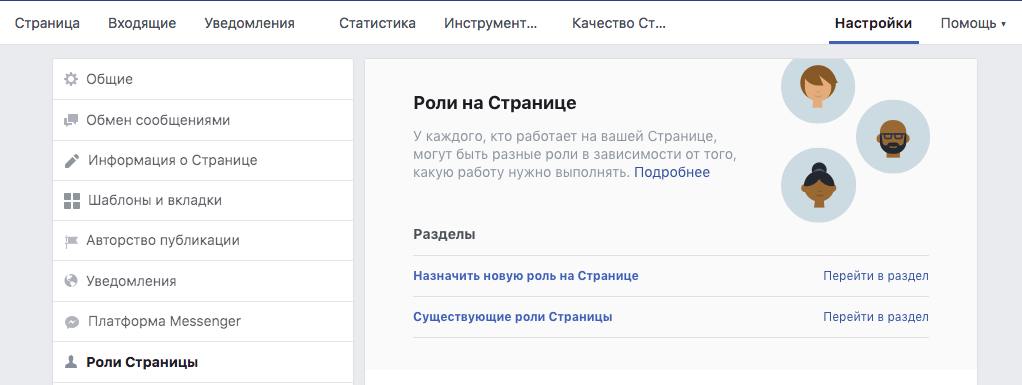 Страница Входящие Уведомления Статистика Инструмент... Качество Ст... Настройки Помощь
Общие
Обмен сообщениями
Информация о Странице
Шаблоны и вкладки
Авторство публикации
Уведомления
Платформа Messenger
Роли Страницы
Роли на Странице
У каждого, кто работает на вашей Странице,
могут быть разные роли в зависимости от того,
какую работу нужно выполнять. Подробнее
Разделы
Назначить новую роль на Странице Перейти в раздел
Существующие роли Страницы Перейти в раздел